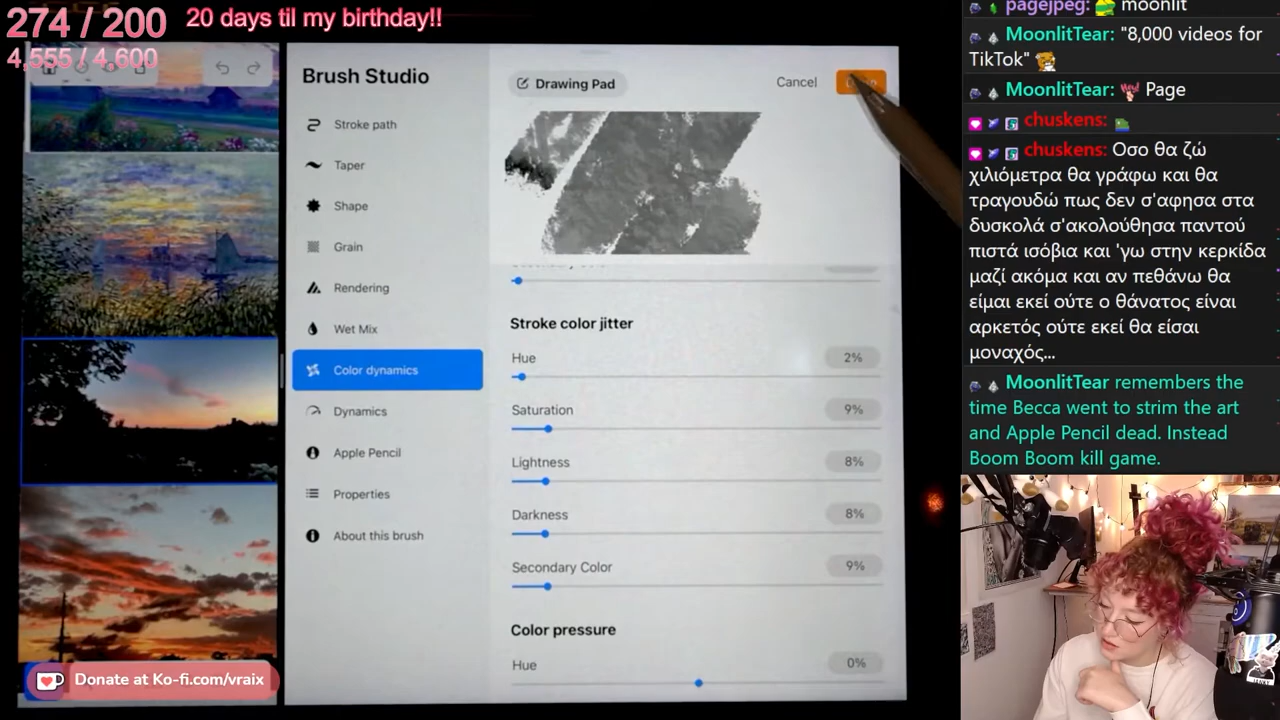 274 / 200
20 days til my birthday!!
4,555 / 4,600
Brush Studio
Drawing Pad
Cancel
Stroke path
Taper
Shape
Grain
Rendering
Wet Mix
Color dynamics
Dynamics
Apple Pencil
Properties
About this brush
Stroke color jitter
Hue
2%
Saturation
9%
Lightness
8%
Darkness
8%
Secondary Color
9%
Color pressure
Hue
0%
Donate at Ko-fi.com/vraix
pagejpeg: moonlit
MoonlitTear: "8,000 videos for
TikTok"
MoonlitTear: Page
chuskens:
chuskens: Οσο θα ζώ
χιλιόμετρα θα γράφω και θα
τραγουδώ πως δεν σ'αφησα στα
δυσκολά σ'ακολούθησα παντού
πιστά ισόβια και 'γω στην κερκίδα
μαζί ακόμα και αν πεθάνω θα
είμαι εκεί ούτε ο θάνατος είναι
αρκετός ούτε εκεί θα είσαι
μοναχός...
MoonlitTear remembers the
time Becca went to strim the art
and Apple Pencil dead. Instead
Boom Boom kill game.